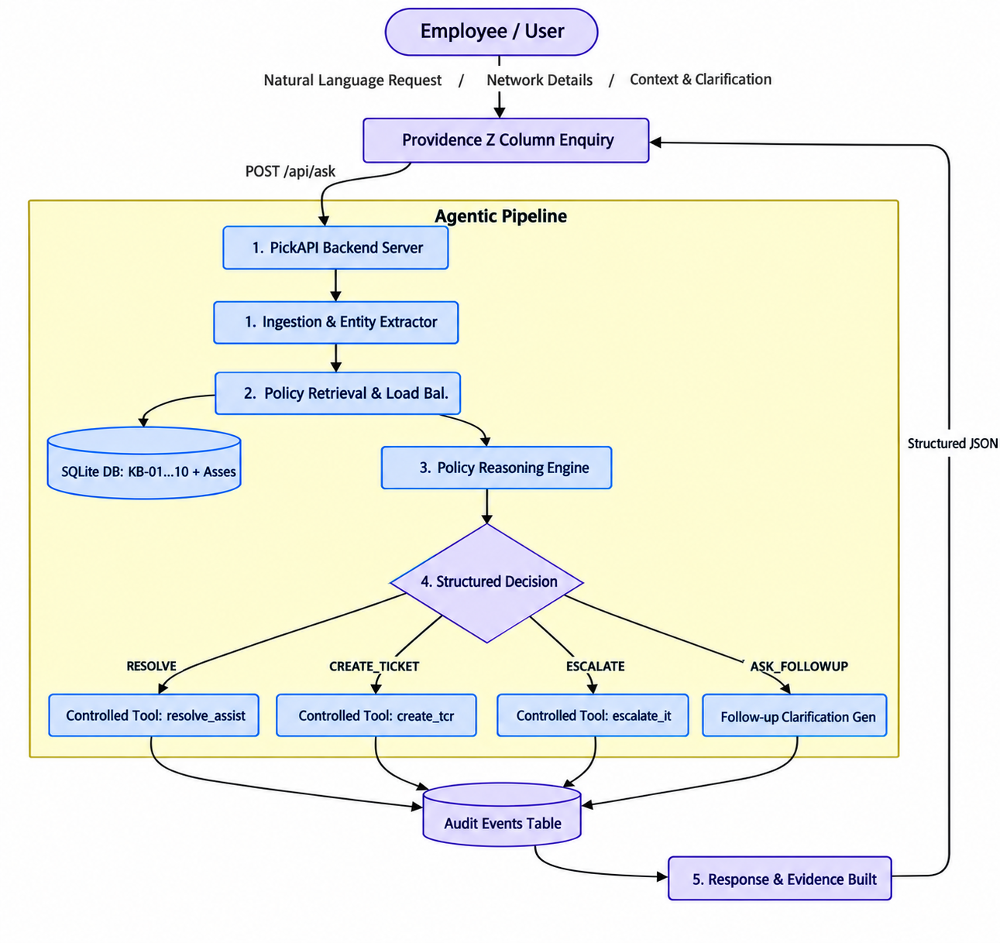 Employee / User
Natural Language Request / Network Details / Context & Clarification
Providence Z Column Enquiry
POST /api/ask
Agentic Pipeline
1. PickAPI Backend Server
1. Ingestion & Entity Extractor
2. Policy Retrieval & Load Bal.
SQLite DB: KB-01...10 + Asses
3. Policy Reasoning Engine
Structured JSON
4. Structured Decision
RESOLVE
CREATE_TICKET
ESCALATE
ASK_FOLLOWUP
Controlled Tool: resolve_assist
Controlled Tool: create_tcr
Controlled Tool: escalate_it
Follow-up Clarification Gen
Audit Events Table
5. Response & Evidence Built